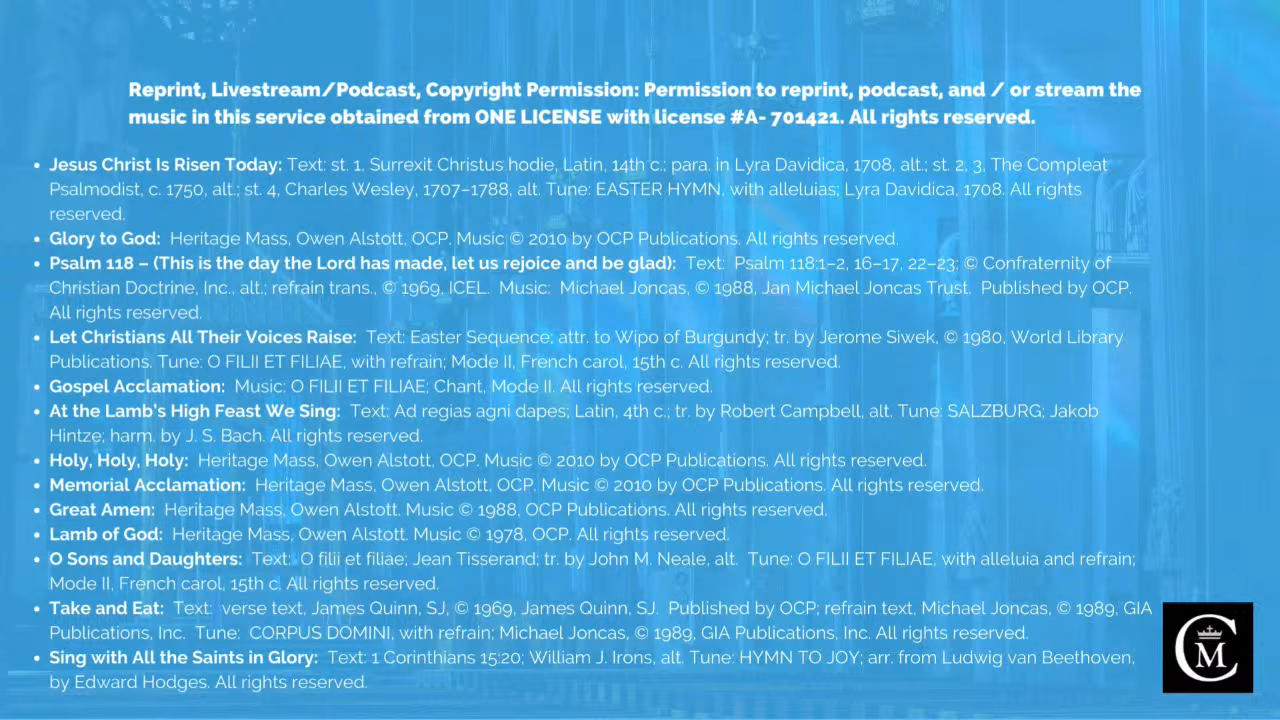 Reprint, Livestream/Podcast, Copyright Permission: Permission to reprint, podcast, and / or stream the
music in this service obtained from ONE LICENSE with license #A- 701421. All rights reserved.
• Jesus Christ Is Risen Today: Text: st. 1, Surrexit Christus hodie, Latin, 14th c.; para. in Lyra Davidica, 1708, alt.; st. 2, 3, The Compleat
Psalmodist, c. 1750, alt.; st. 4, Charles Wesley, 1707–1788, alt. Tune: EASTER HYMN, with alleluias; Lyra Davidica, 1708. All rights
reserved.
• Glory to God: Heritage Mass, Owen Alstott, OCP. Music © 2010 by OCP Publications. All rights reserved.
• Psalm 118 – (This is the day the Lord has made, let us rejoice and be glad): Text: Psalm 118:1–2, 16–17, 22–23; © Confraternity of
Christian Doctrine, Inc., alt.; refrain trans., © 1969, ICEL. Music: Michael Joncas, © 1988, Jan Michael Joncas Trust. Published by OCP.
All rights reserved.
• Let Christians All Their Voices Raise: Text: Easter Sequence; attr. to Wipo of Burgundy; tr. by Jerome Siwek, © 1980, World Library
Publications. Tune: O FILII ET FILIAE, with refrain; Mode II, French carol, 15th c. All rights reserved.
• Gospel Acclamation: Music: O FILII ET FILIAE; Chant, Mode II. All rights reserved.
• At the Lamb's High Feast We Sing: Text: Ad regias agni dapes; Latin, 4th c.; tr. by Robert Campbell, alt. Tune: SALZBURG; Jakob
Hintze; harm. by J. S. Bach. All rights reserved.
• Holy, Holy, Holy: Heritage Mass, Owen Alstott, OCP. Music © 2010 by OCP Publications. All rights reserved.
• Memorial Acclamation: Heritage Mass, Owen Alstott, OCP. Music © 2010 by OCP Publications. All rights reserved.
• Great Amen: Heritage Mass, Owen Alstott. Music © 1988, OCP Publications. All rights reserved.
• Lamb of God: Heritage Mass, Owen Alstott. Music © 1978, OCP. All rights reserved.
• O Sons and Daughters: Text: O filii et filiae; Jean Tisserand; tr. by John M. Neale, alt. Tune: O FILII ET FILIAE, with alleluia and refrain;
Mode II, French carol, 15th c. All rights reserved.
• Take and Eat: Text: verse text, James Quinn, SJ, © 1969, James Quinn, SJ. Published by OCP; refrain text, Michael Joncas, © 1989, GIA
Publications, Inc. Tune: CORPUS DOMINI, with refrain; Michael Joncas, © 1989, GIA Publications, Inc. All rights reserved.
• Sing with All the Saints in Glory: Text: 1 Corinthians 15:20; William J. Irons, alt. Tune: HYMN TO JOY; arr. from Ludwig van Beethoven,
by Edward Hodges. All rights reserved.
CM